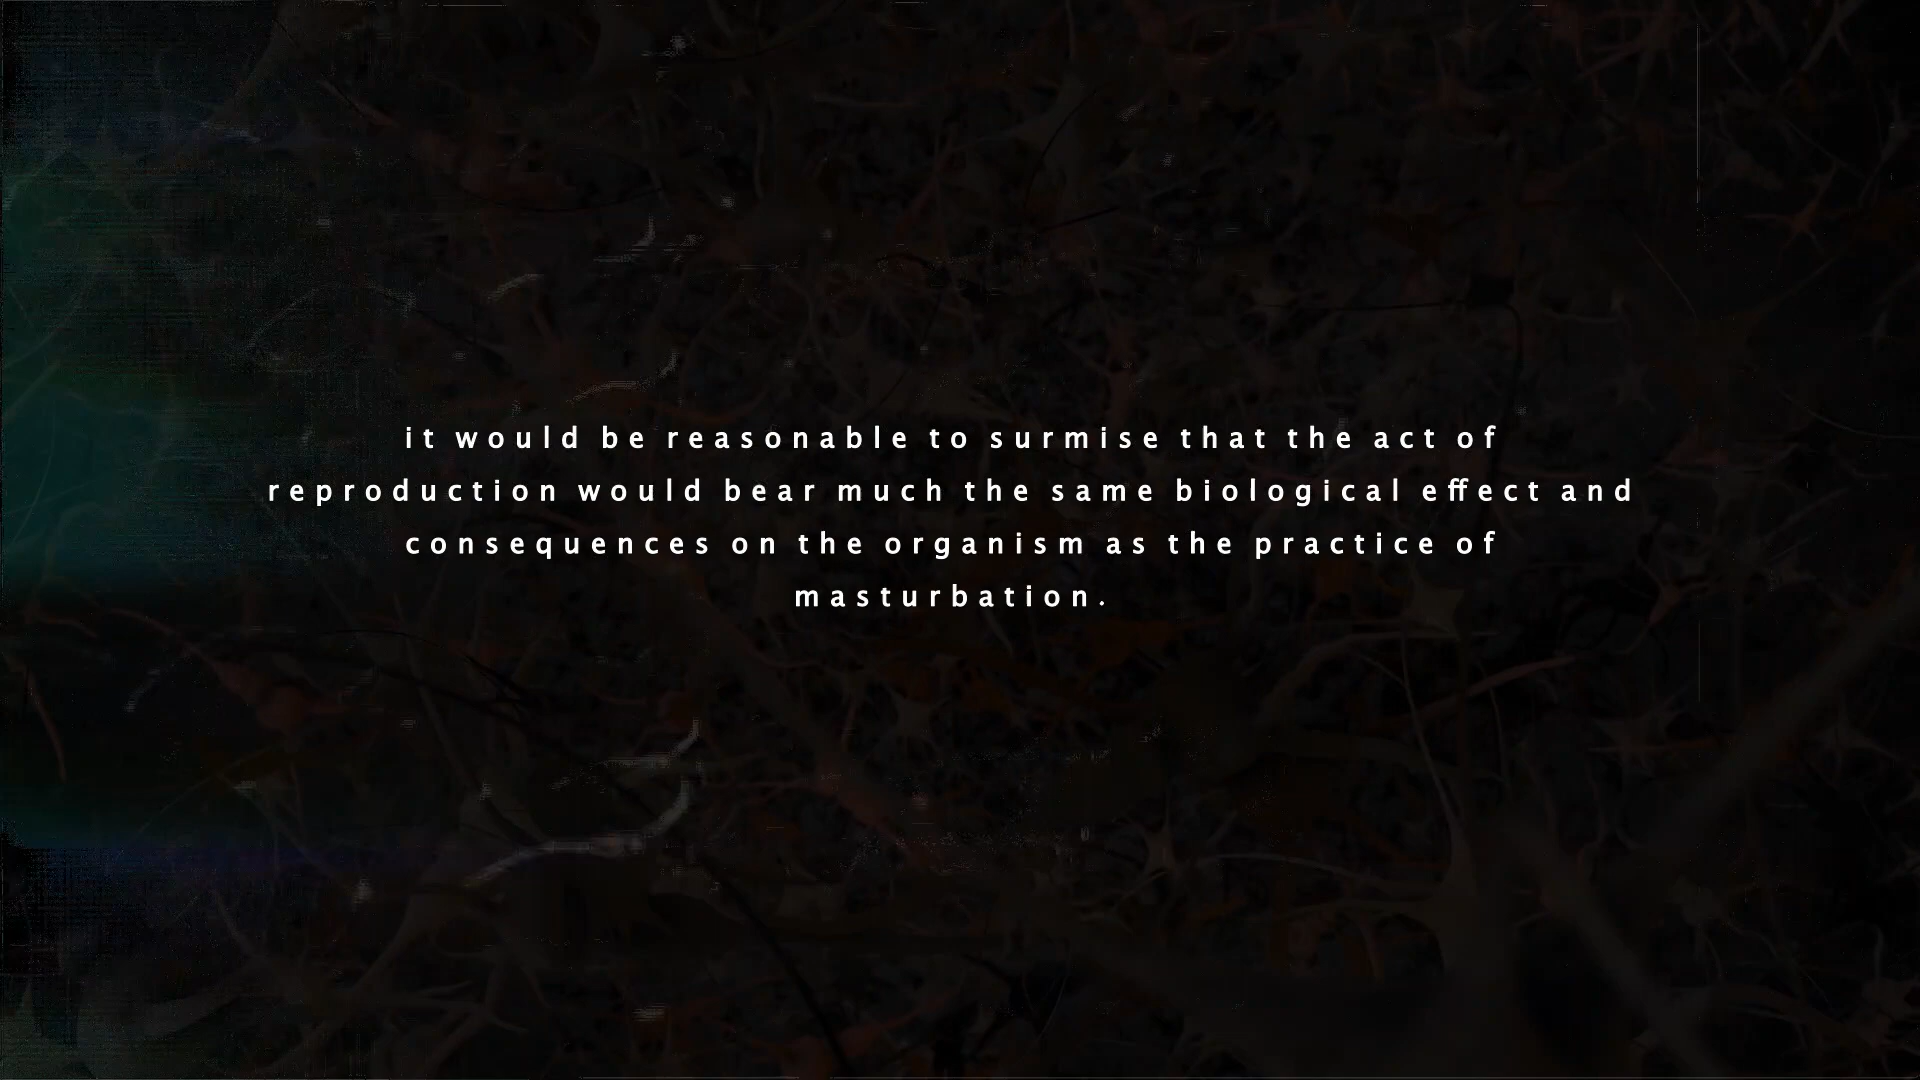 it would be reasonable to surmise that the act of
reproduction would bear much the same biological effect and
consequences on the organism as the practice of
masturbation.